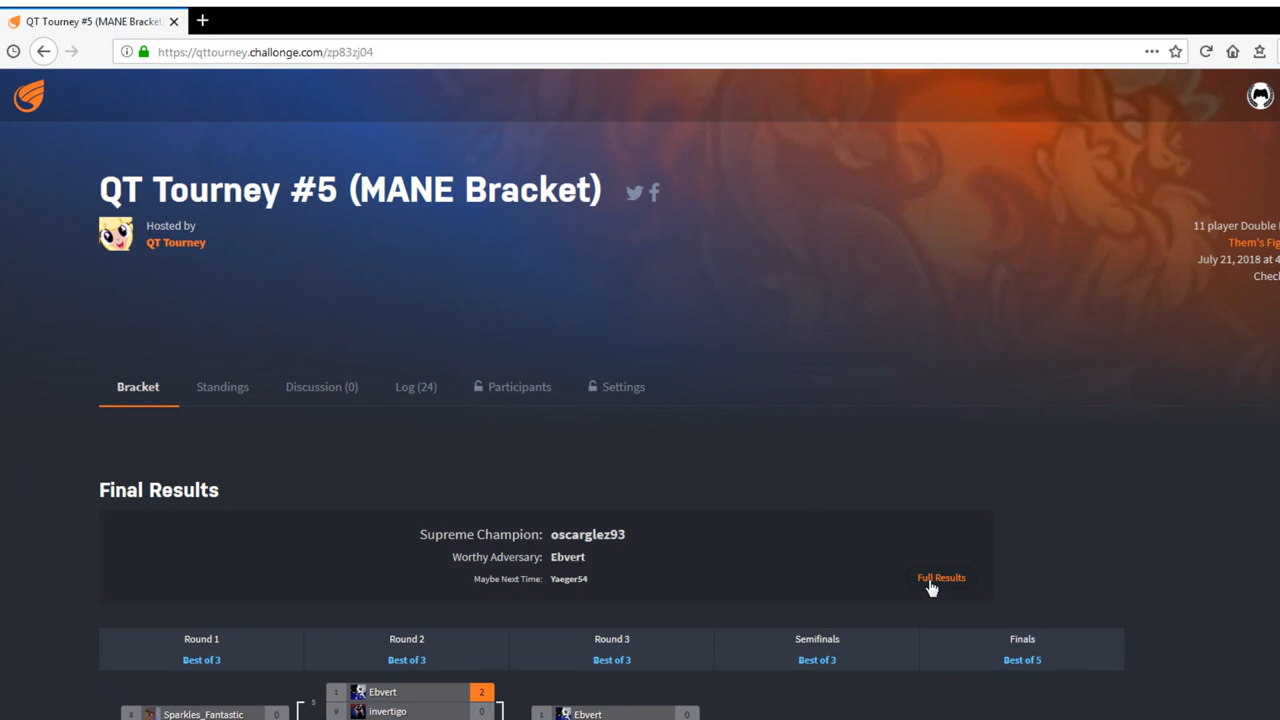 QT Tourney #5 (MANE Bracket
https://qttourney.challonge.com/zp83zj04
QT Tourney #5 (MANE Bracket)
Hosted by
QT Tourney
11 player Double
Them's Fig
July 21, 2018 at 4
Chec
Bracket Standings Discussion (0) Log (24) Participants Settings
Final Results
Supreme Champion: oscarglez93
Worthy Adversary: Ebvert
Maybe Next Time: Yaeger54
Full Results
Round 1 Round 2 Round 3 Semifinals Finals
Best of 3 Best of 3 Best of 3 Best of 3 Best of 5
1 Ebvert 2
5
9 invertigo 0
8 Sparkles_Fantastic 0
1 Ebvert 0